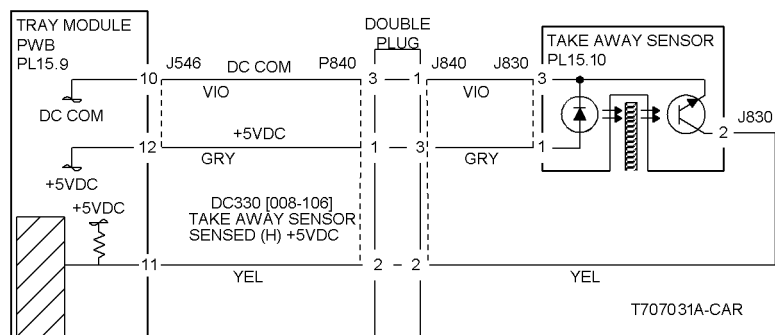 TRAY MODULE
PWB
PL15.9
DOUBLE
PLUG
TAKE AWAY SENSOR
PL15.10
10 J546 DC COM P840 3 1 J840 J830 3
VIO VIO
DC COM
J830
2
+5VDC
12 1 3 1
GRY GRY
+5VDC
+5VDC
DC330 [008-106]
TAKE AWAY SENSOR
SENSED (H) +5VDC
11 2 2
YEL YEL
T707031A-CAR